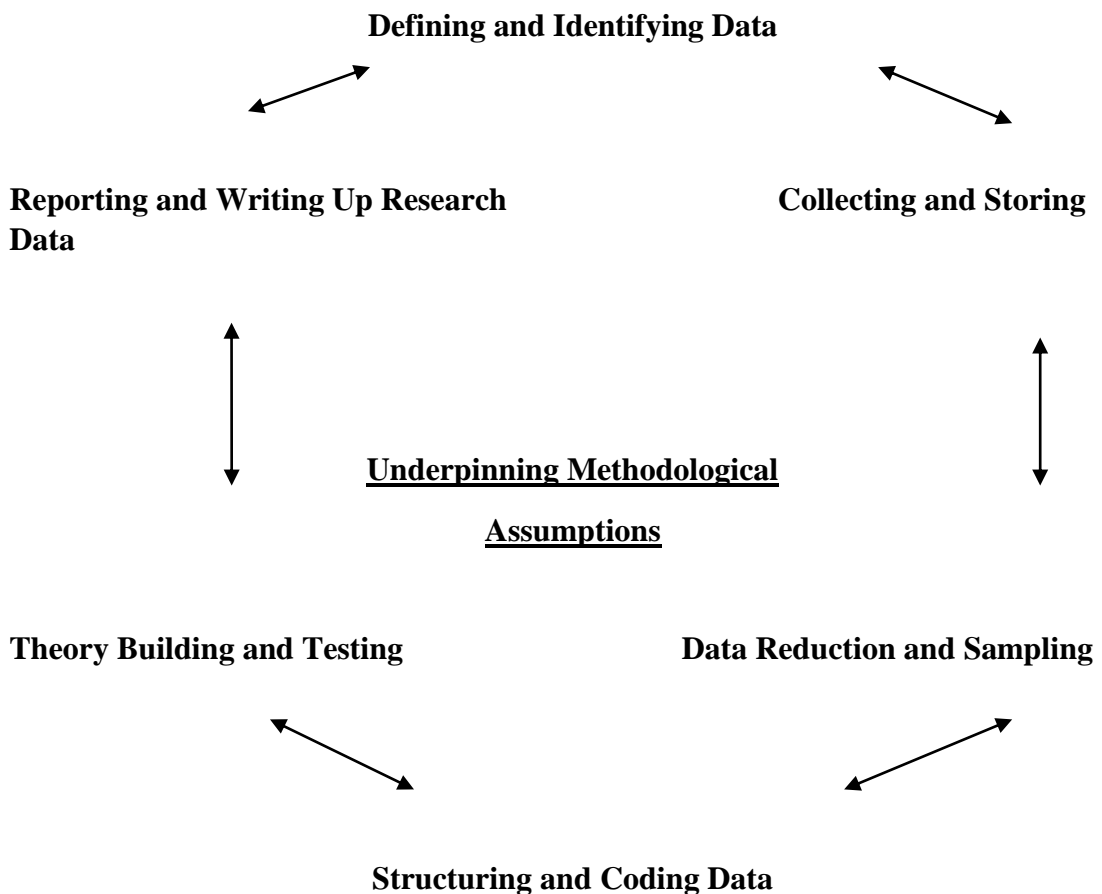 Defining and Identifying Data
Reporting and Writing Up Research
Data
Collecting and Storing
Underpinning Methodological
Assumptions
Theory Building and Testing
Data Reduction and Sampling
Structuring and Coding Data